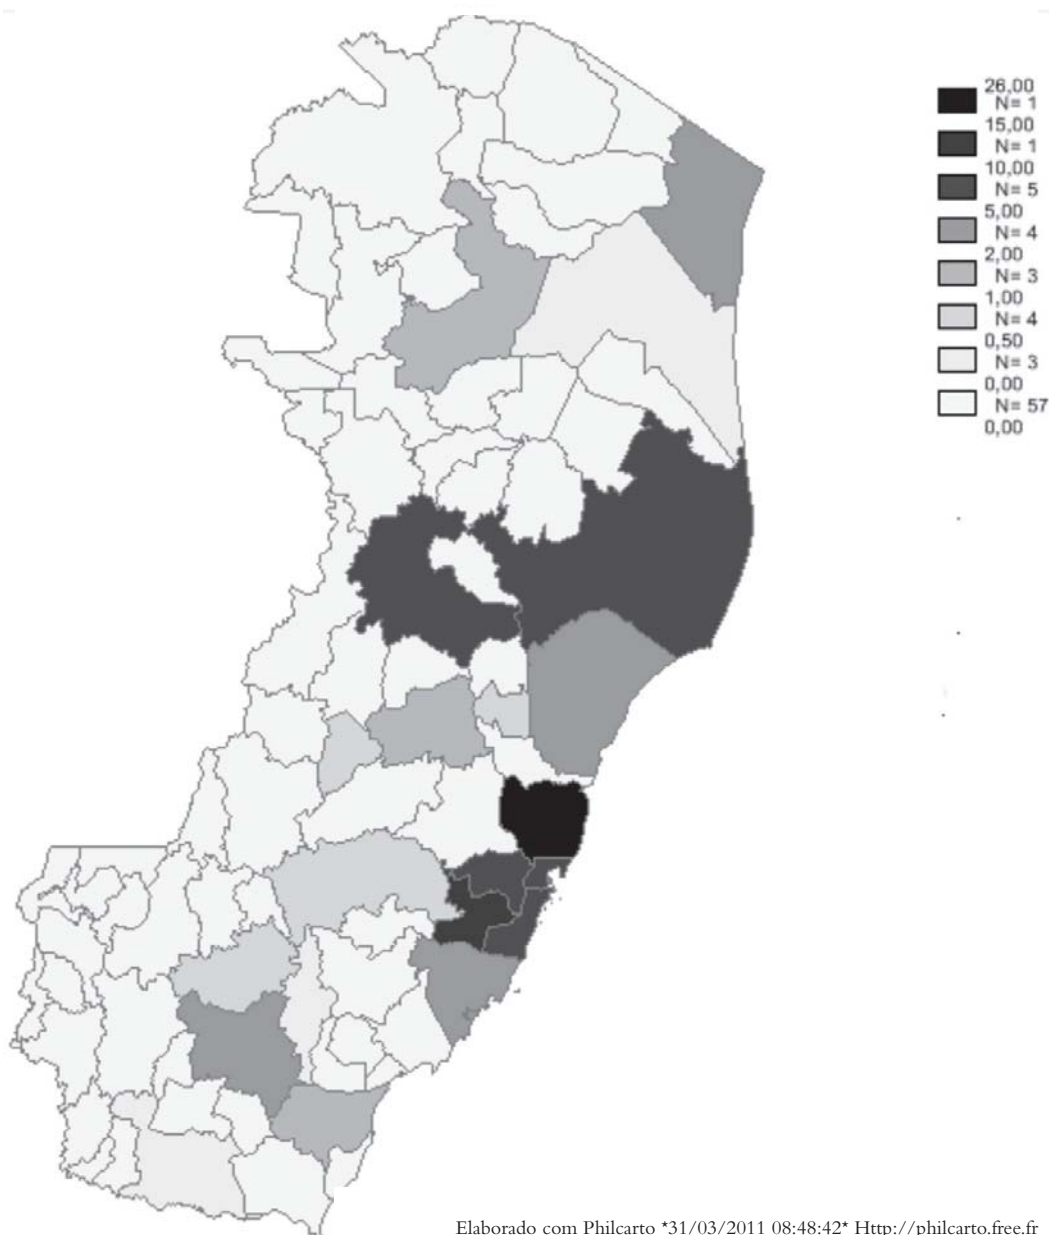 26,00
N= 1
15,00
N= 1
10,00
N= 5
5,00
N= 4
2,00
N= 3
1,00
N= 4
0,50
N= 3
0,00
N= 57
0,00
Elaborado com Philcarto *31/03/2011 08:48:42* Http://philcarto.free.fr